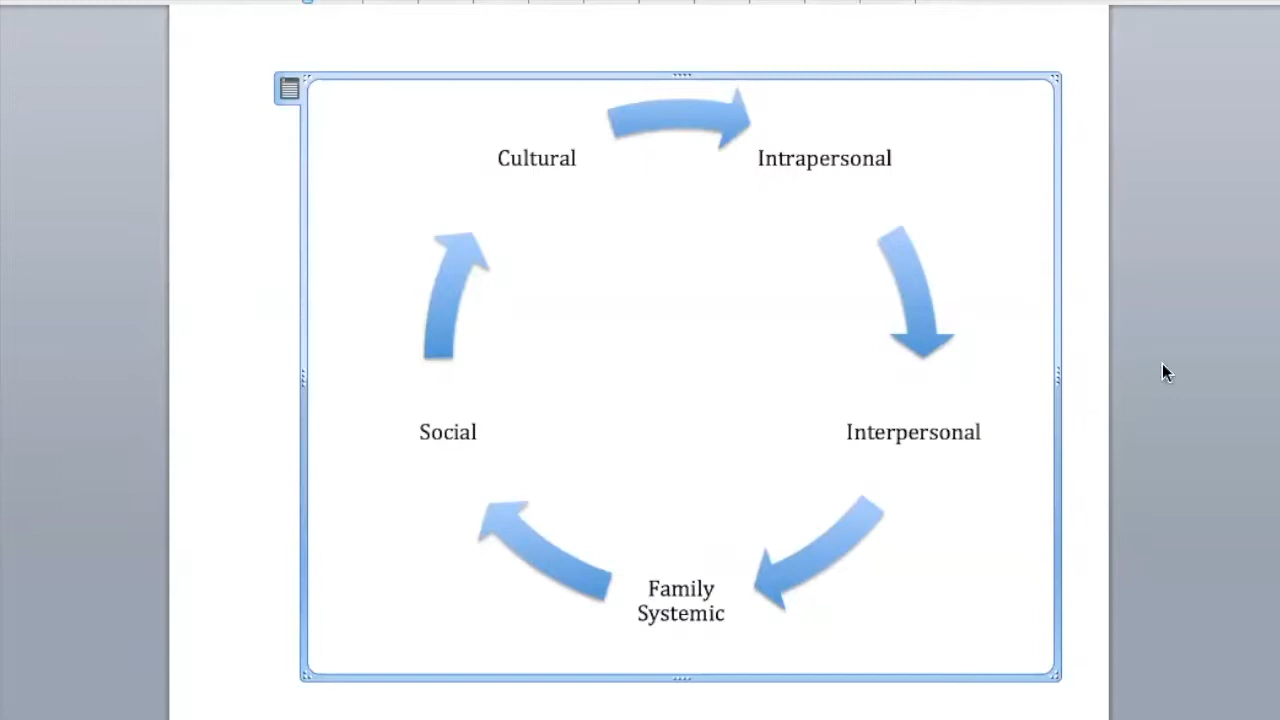 Cultural
Intrapersonal
Social
Interpersonal
Family
Systemic